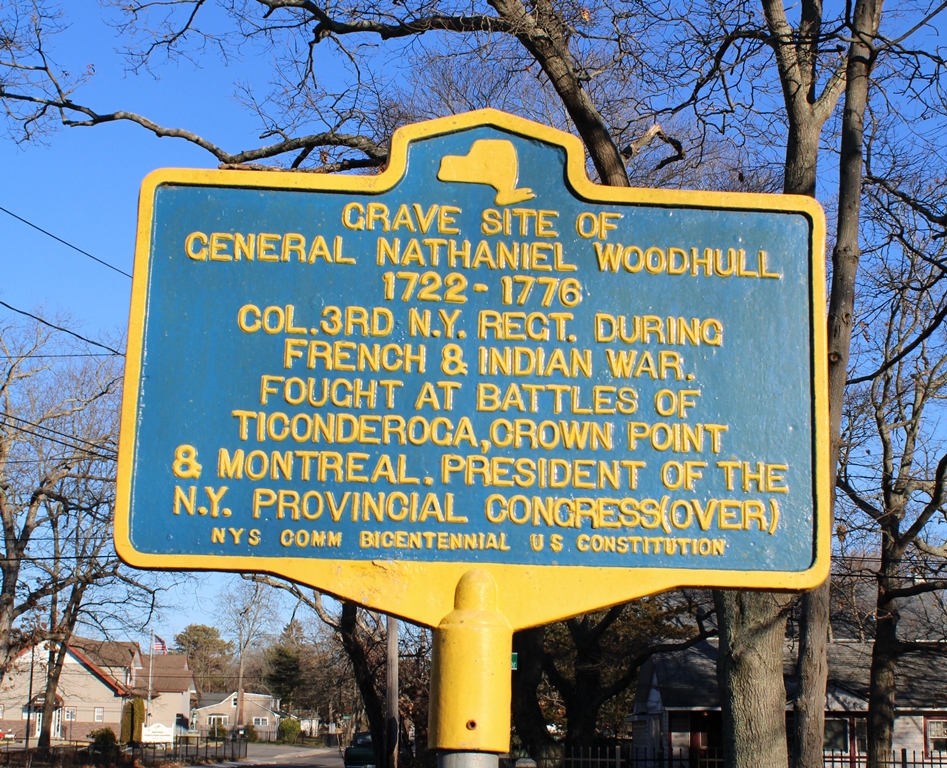 GRAVE SITE OF
GENERAL NATHANIEL WOODHULL
1722 - 1776
COL. 3RD N.Y. REGT. DURING
FRENCH & INDIAN WAR.
FOUGHT AT BATTLES OF
TICONDEROGA, CROWN POINT
& MONTREAL. PRESIDENT OF THE
N.Y. PROVINCIAL CONGRESS (OVER)
NYS COMM BICENTENNIAL US CONSTITUTION